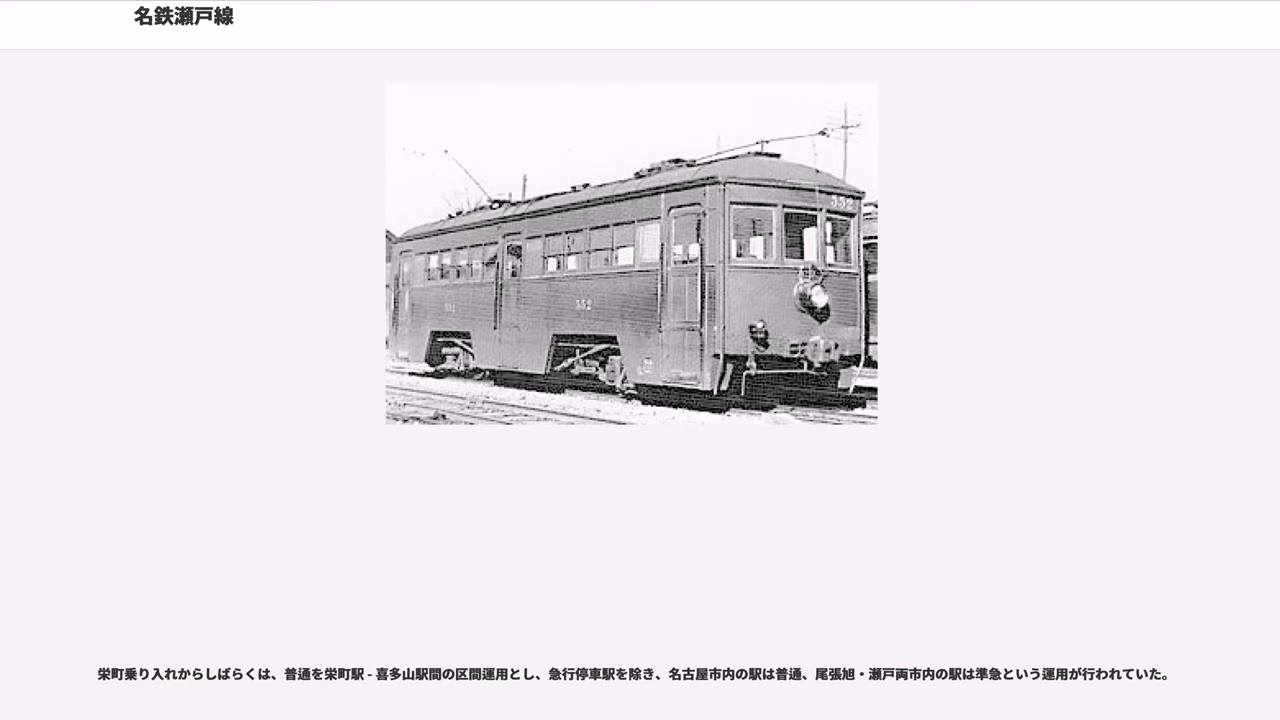 名鉄瀬戸線
552
552
栄町乗り入れからしばらくは、普通を栄町駅 - 喜多山駅間の区間運用とし、急行停車駅を除き、名古屋市内の駅は普通、尾張旭・瀬戸両市内の駅は準急という運用が行われていた。